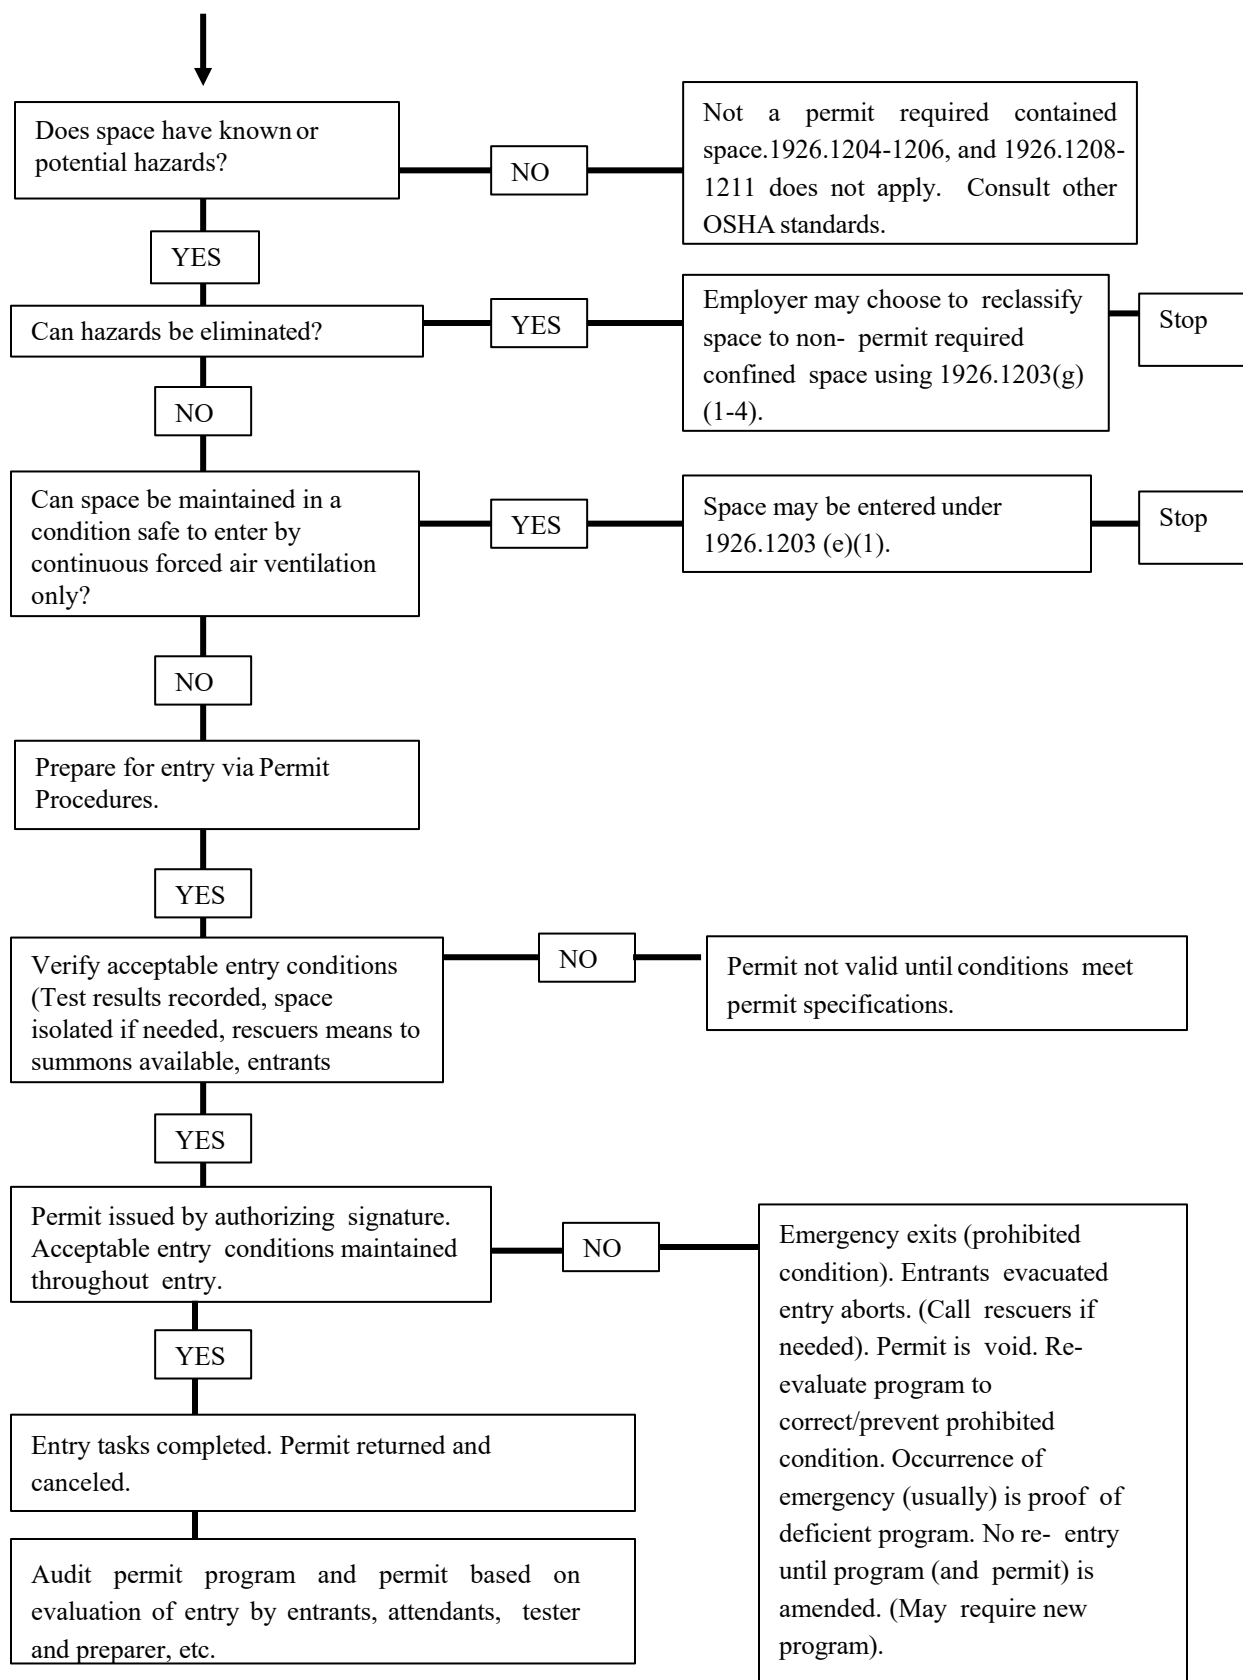 Does space have known or
potential hazards?
NO
Not a permit required contained
space.1926.1204-1206, and 1926.1208-
1211 does not apply. Consult other
OSHA standards.
YES
Can hazards be eliminated?
YES
Employer may choose to reclassify
space to non- permit required
confined space using 1926.1203(g)
(1-4).
Stop
NO
Can space be maintained in a
condition safe to enter by
continuous forced air ventilation
only?
YES
Space may be entered under
1926.1203 (e)(1).
Stop
NO
Prepare for entry via Permit
Procedures.
YES
Verify acceptable entry conditions
(Test results recorded, space
isolated if needed, rescuers means to
summons available, entrants
NO
Permit not valid until conditions meet
permit specifications.
YES
Permit issued by authorizing signature.
Acceptable entry conditions maintained
throughout entry.
NO
Emergency exits (prohibited
condition). Entrants evacuated
entry aborts. (Call rescuers if
needed). Permit is void. Re-
evaluate program to
correct/prevent prohibited
condition. Occurrence of
emergency (usually) is proof of
deficient program. No re- entry
until program (and permit) is
amended. (May require new
program).
YES
Entry tasks completed. Permit returned and
canceled.
Audit permit program and permit based on
evaluation of entry by entrants, attendants, tester
and preparer, etc.